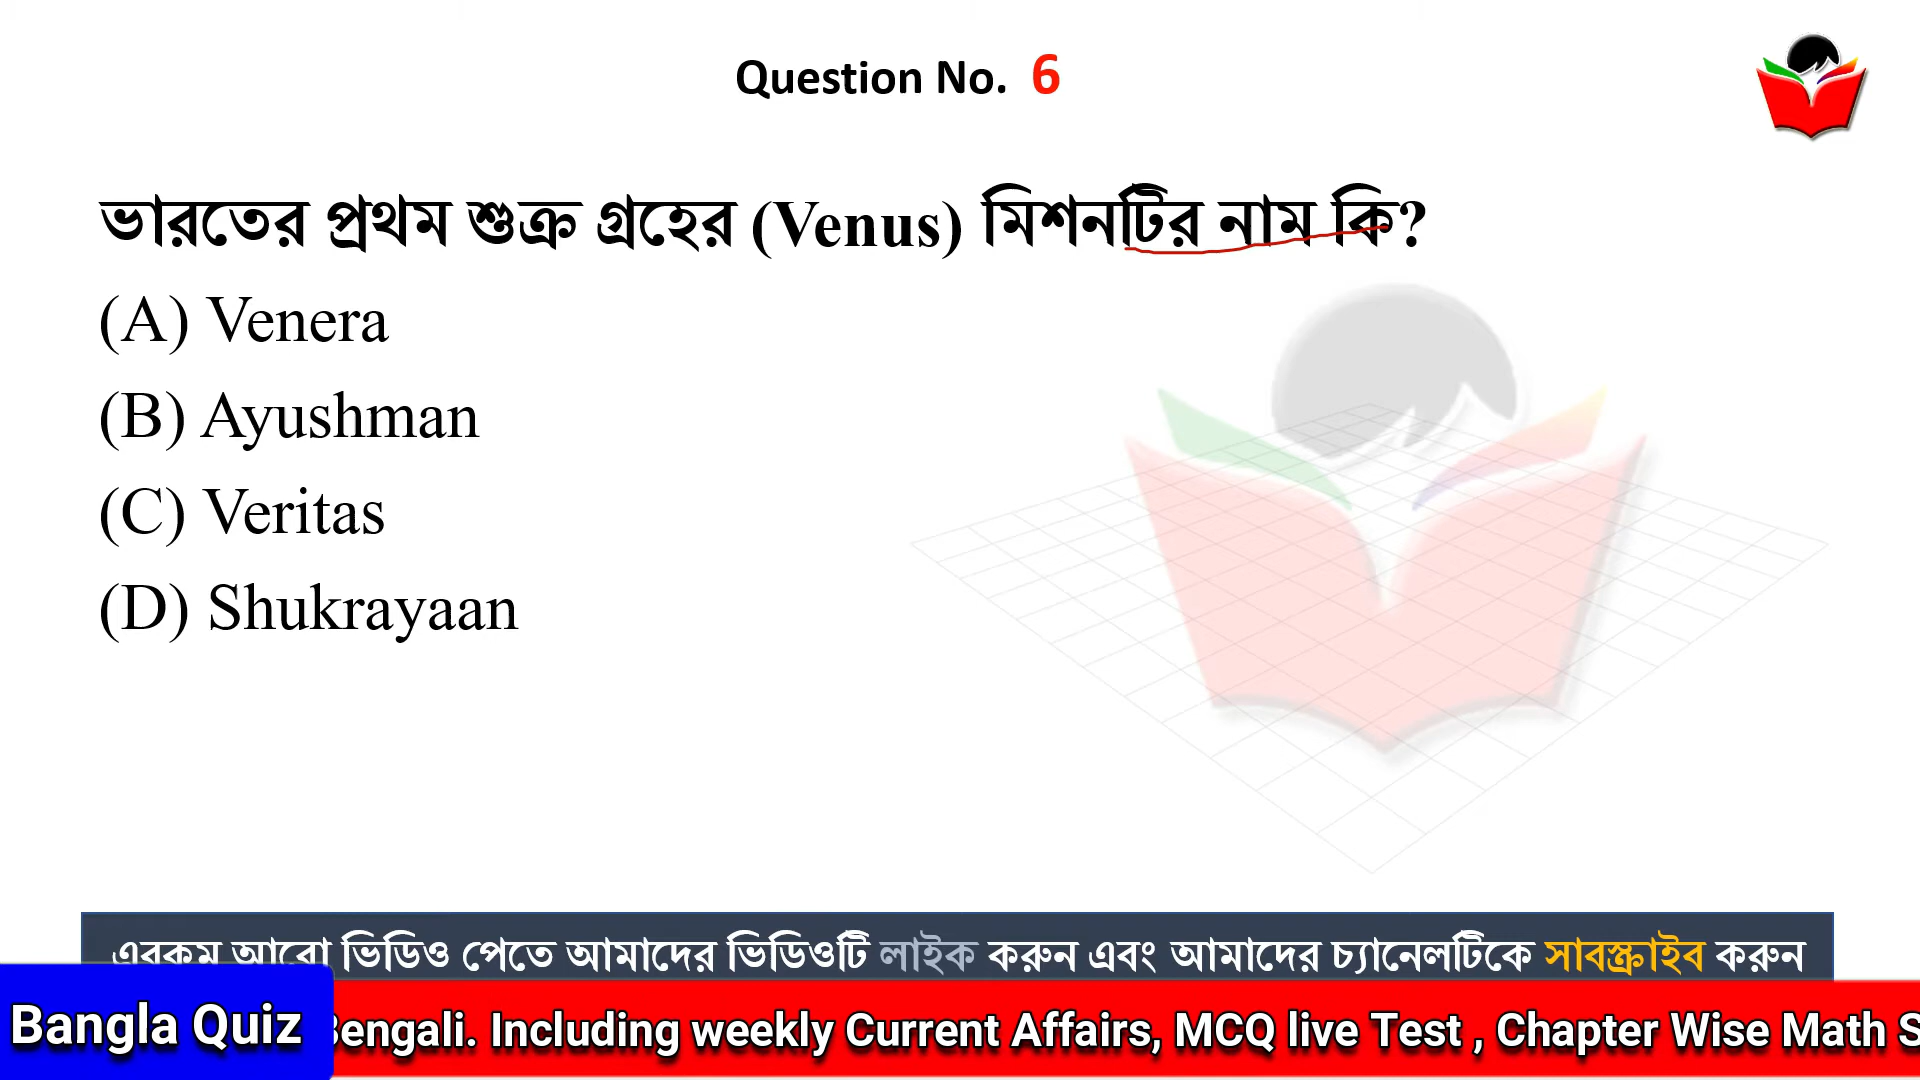 Question No. 6
ভারতের প্রথম শুক্র গ্রহের (Venus) মিশনটির নাম কি?
(A) Venera
(B) Ayushman
(C) Veritas
(D) Shukrayaan
এরকম আরো ভিডিও পেতে আমাদের ভিডিওটি লাইক করুন এবং আমাদের চ্যানেলটিকে সাবস্ক্রাইব করুন
Bangla Quiz
Bengali. Including weekly Current Affairs, MCQ live Test , Chapter Wise Math S